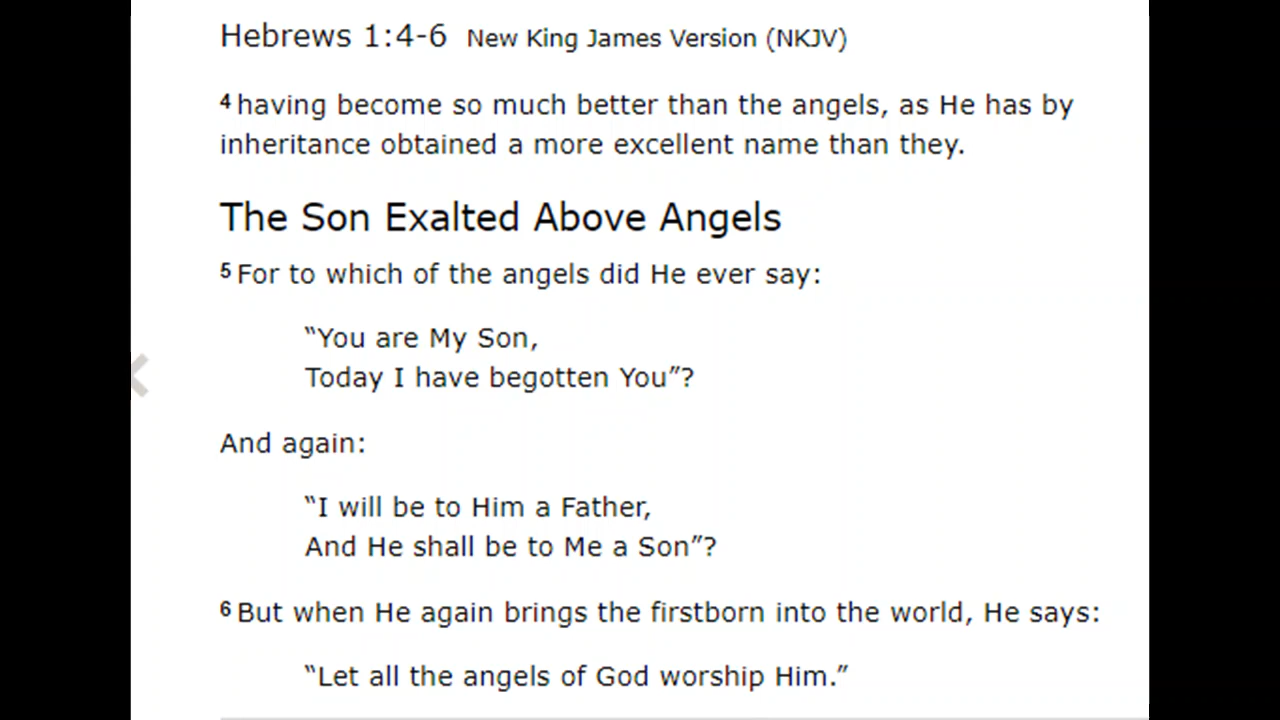 Hebrews 1:4-6 New King James Version (NKJV)
4 having become so much better than the angels, as He has by
inheritance obtained a more excellent name than they.
The Son Exalted Above Angels
5 For to which of the angels did He ever say:
“You are My Son,
Today I have begotten You”?
And again:
“I will be to Him a Father,
And He shall be to Me a Son”?
6 But when He again brings the firstborn into the world, He says:
“Let all the angels of God worship Him.”